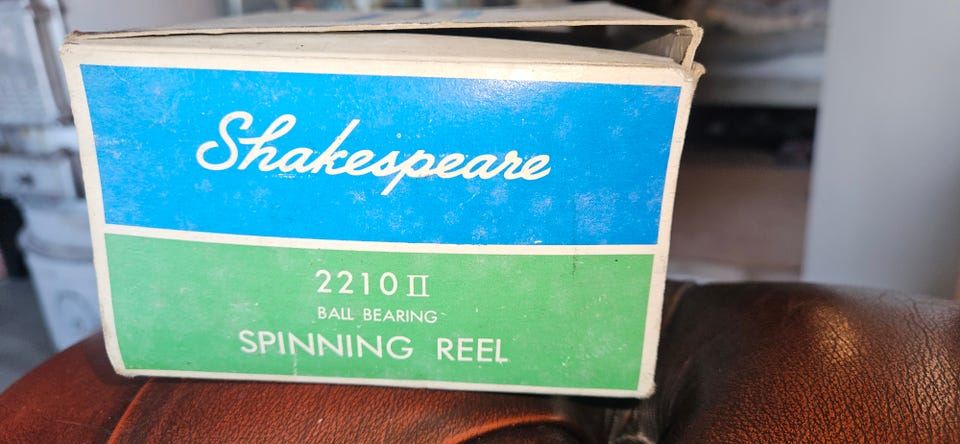 Shakespeare
2210 II
BALL BEARING
SPINNING REEL